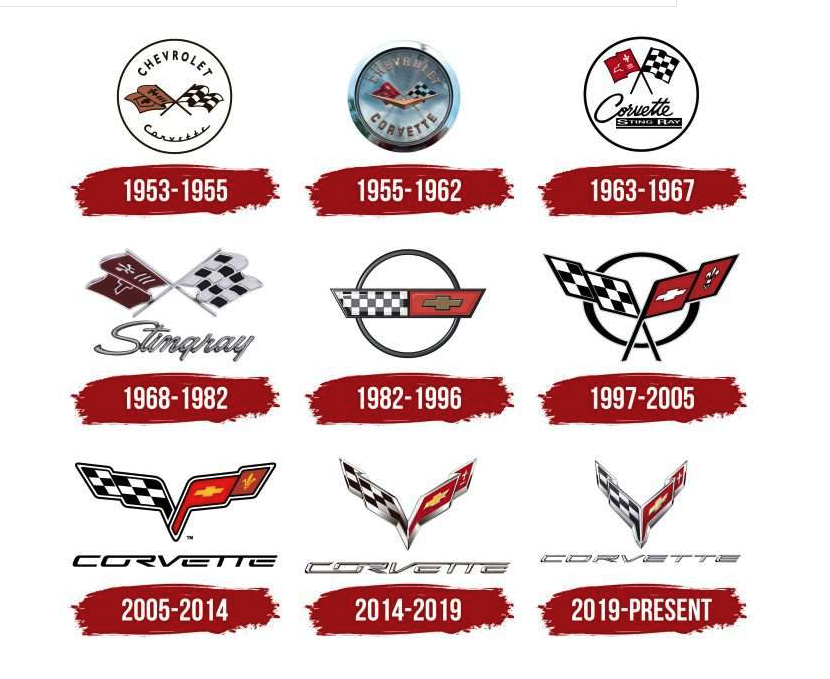 CHEVROLET
Corvette
CHEVROLET
CORVETTE
Corvette
STING RAY
1953-1955
1955-1962
1963-1967
Stingray
1968-1982
1982-1996
1997-2005
TM
CORVETTE
CORVETTE
CORVETTE
2005-2014
2014-2019
2019-PRESENT